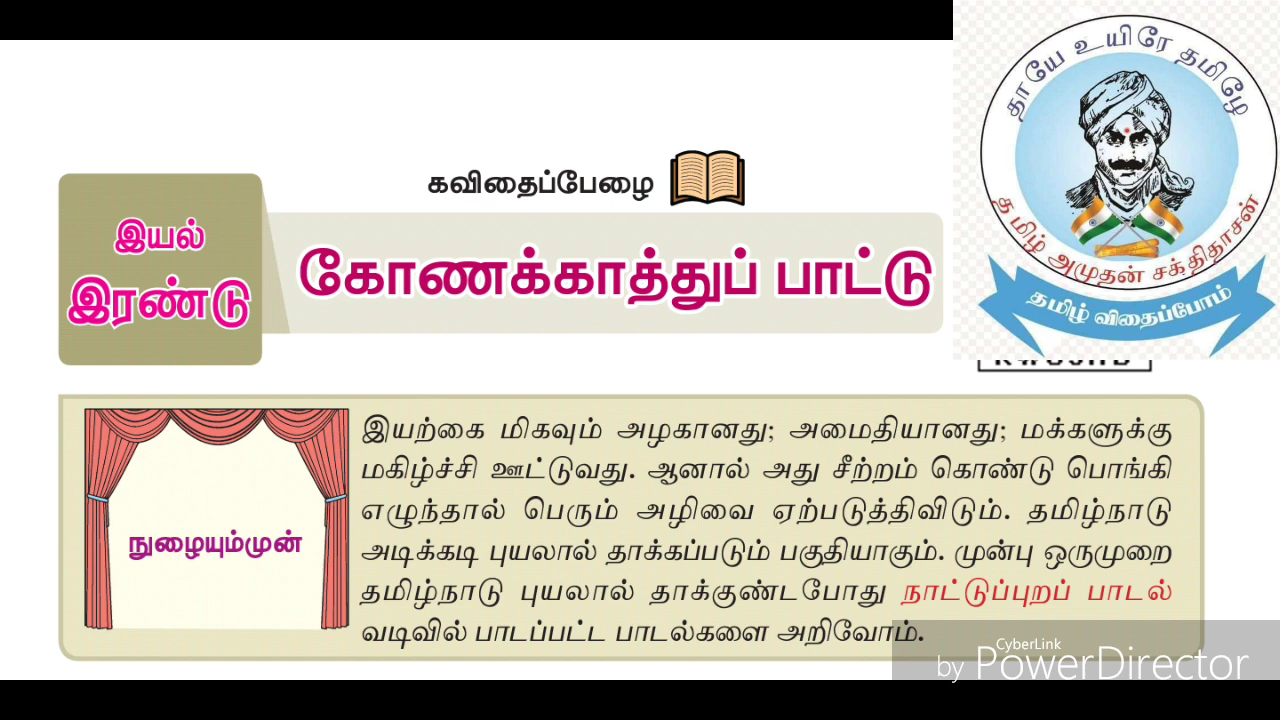 தாயே உயிரே தமிழே
கவிதைப்பேழை
இயல்
இரண்டு
கோணக்காத்துப் பாட்டு
தமிழ் அமுதன் சக்திதாசன்
தமிழ் விதைப்போம்
நுழையும்முன்
இயற்கை மிகவும் அழகானது; அமைதியானது; மக்களுக்கு
மகிழ்ச்சி ஊட்டுவது. ஆனால் அது சீற்றம் கொண்டு பொங்கி
எழுந்தால் பெரும் அழிவை ஏற்படுத்திவிடும். தமிழ்நாடு
அடிக்கடி புயலால் தாக்கப்படும் பகுதியாகும். முன்பு ஒருமுறை
தமிழ்நாடு புயலால் தாக்குண்டபோது நாட்டுப்புறப் பாடல்
வடிவில் பாடப்பட்ட பாடல்களை அறிவோம்.
CyberLink
by PowerDirector